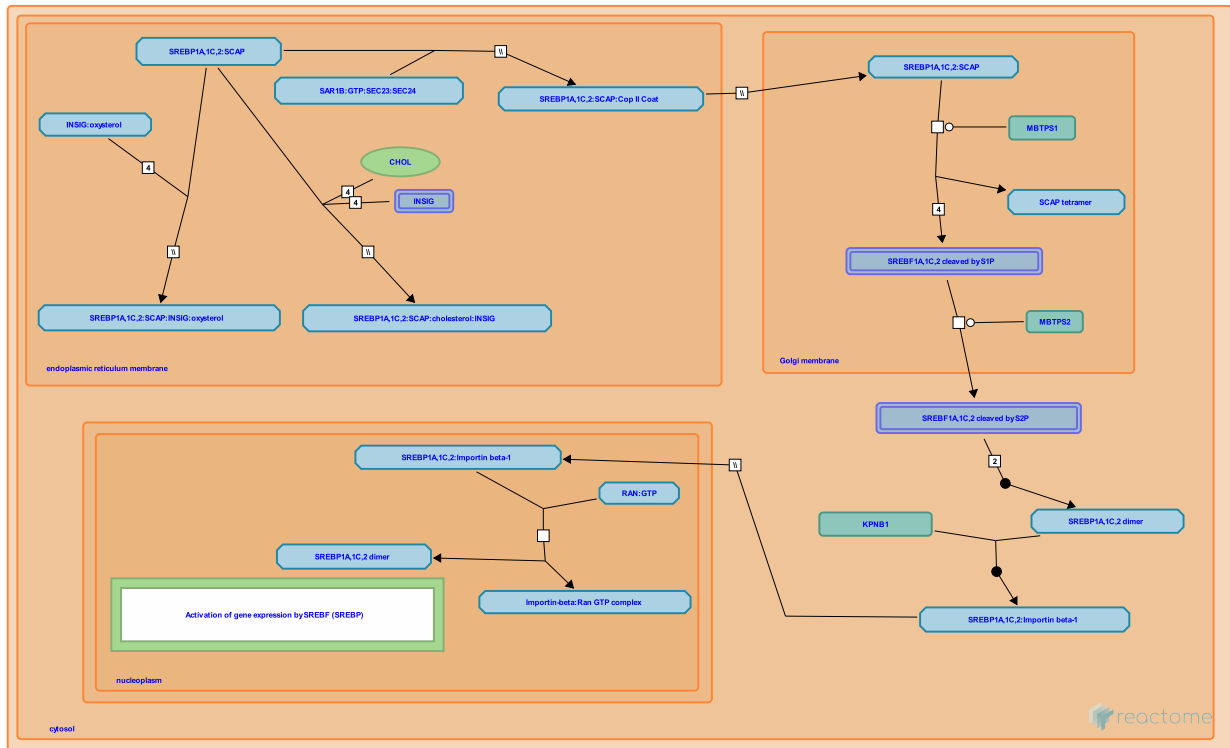 SREBP1A,1C,2:SCAP
\\
SAR1B:GTP:SEC23:SEC24
SREBP1A,1C,2:SCAP:Cop II Coat
INSIG:oxysterol
4
CHOL
4
4
INSIG
\\
\\
SREBP1A,1C,2:SCAP:INSIG:oxysterol
SREBP1A,1C,2:SCAP:cholesterol:INSIG
endoplasmic reticulum membrane
\\
SREBP1A,1C,2:SCAP
MBTPS1
SCAP tetramer
4
SREBF1A,1C,2 cleaved by S1P
MBTPS2
Golgi membrane
SREBF1A,1C,2 cleaved by S2P
2
SREBP1A,1C,2 dimer
KPNB1
SREBP1A,1C,2:Importin beta-1
\\
SREBP1A,1C,2:Importin beta-1
RAN:GTP
SREBP1A,1C,2 dimer
Importin-beta:Ran GTP complex
Activation of gene expression by SREBF (SREBP)
nucleoplasm
cytosol
reactome